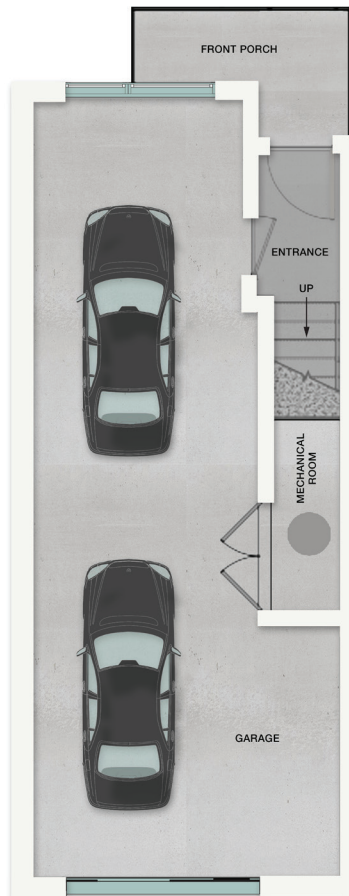 FRONT PORCH
ENTRANCE
UP
MECHANICAL
ROOM
GARAGE